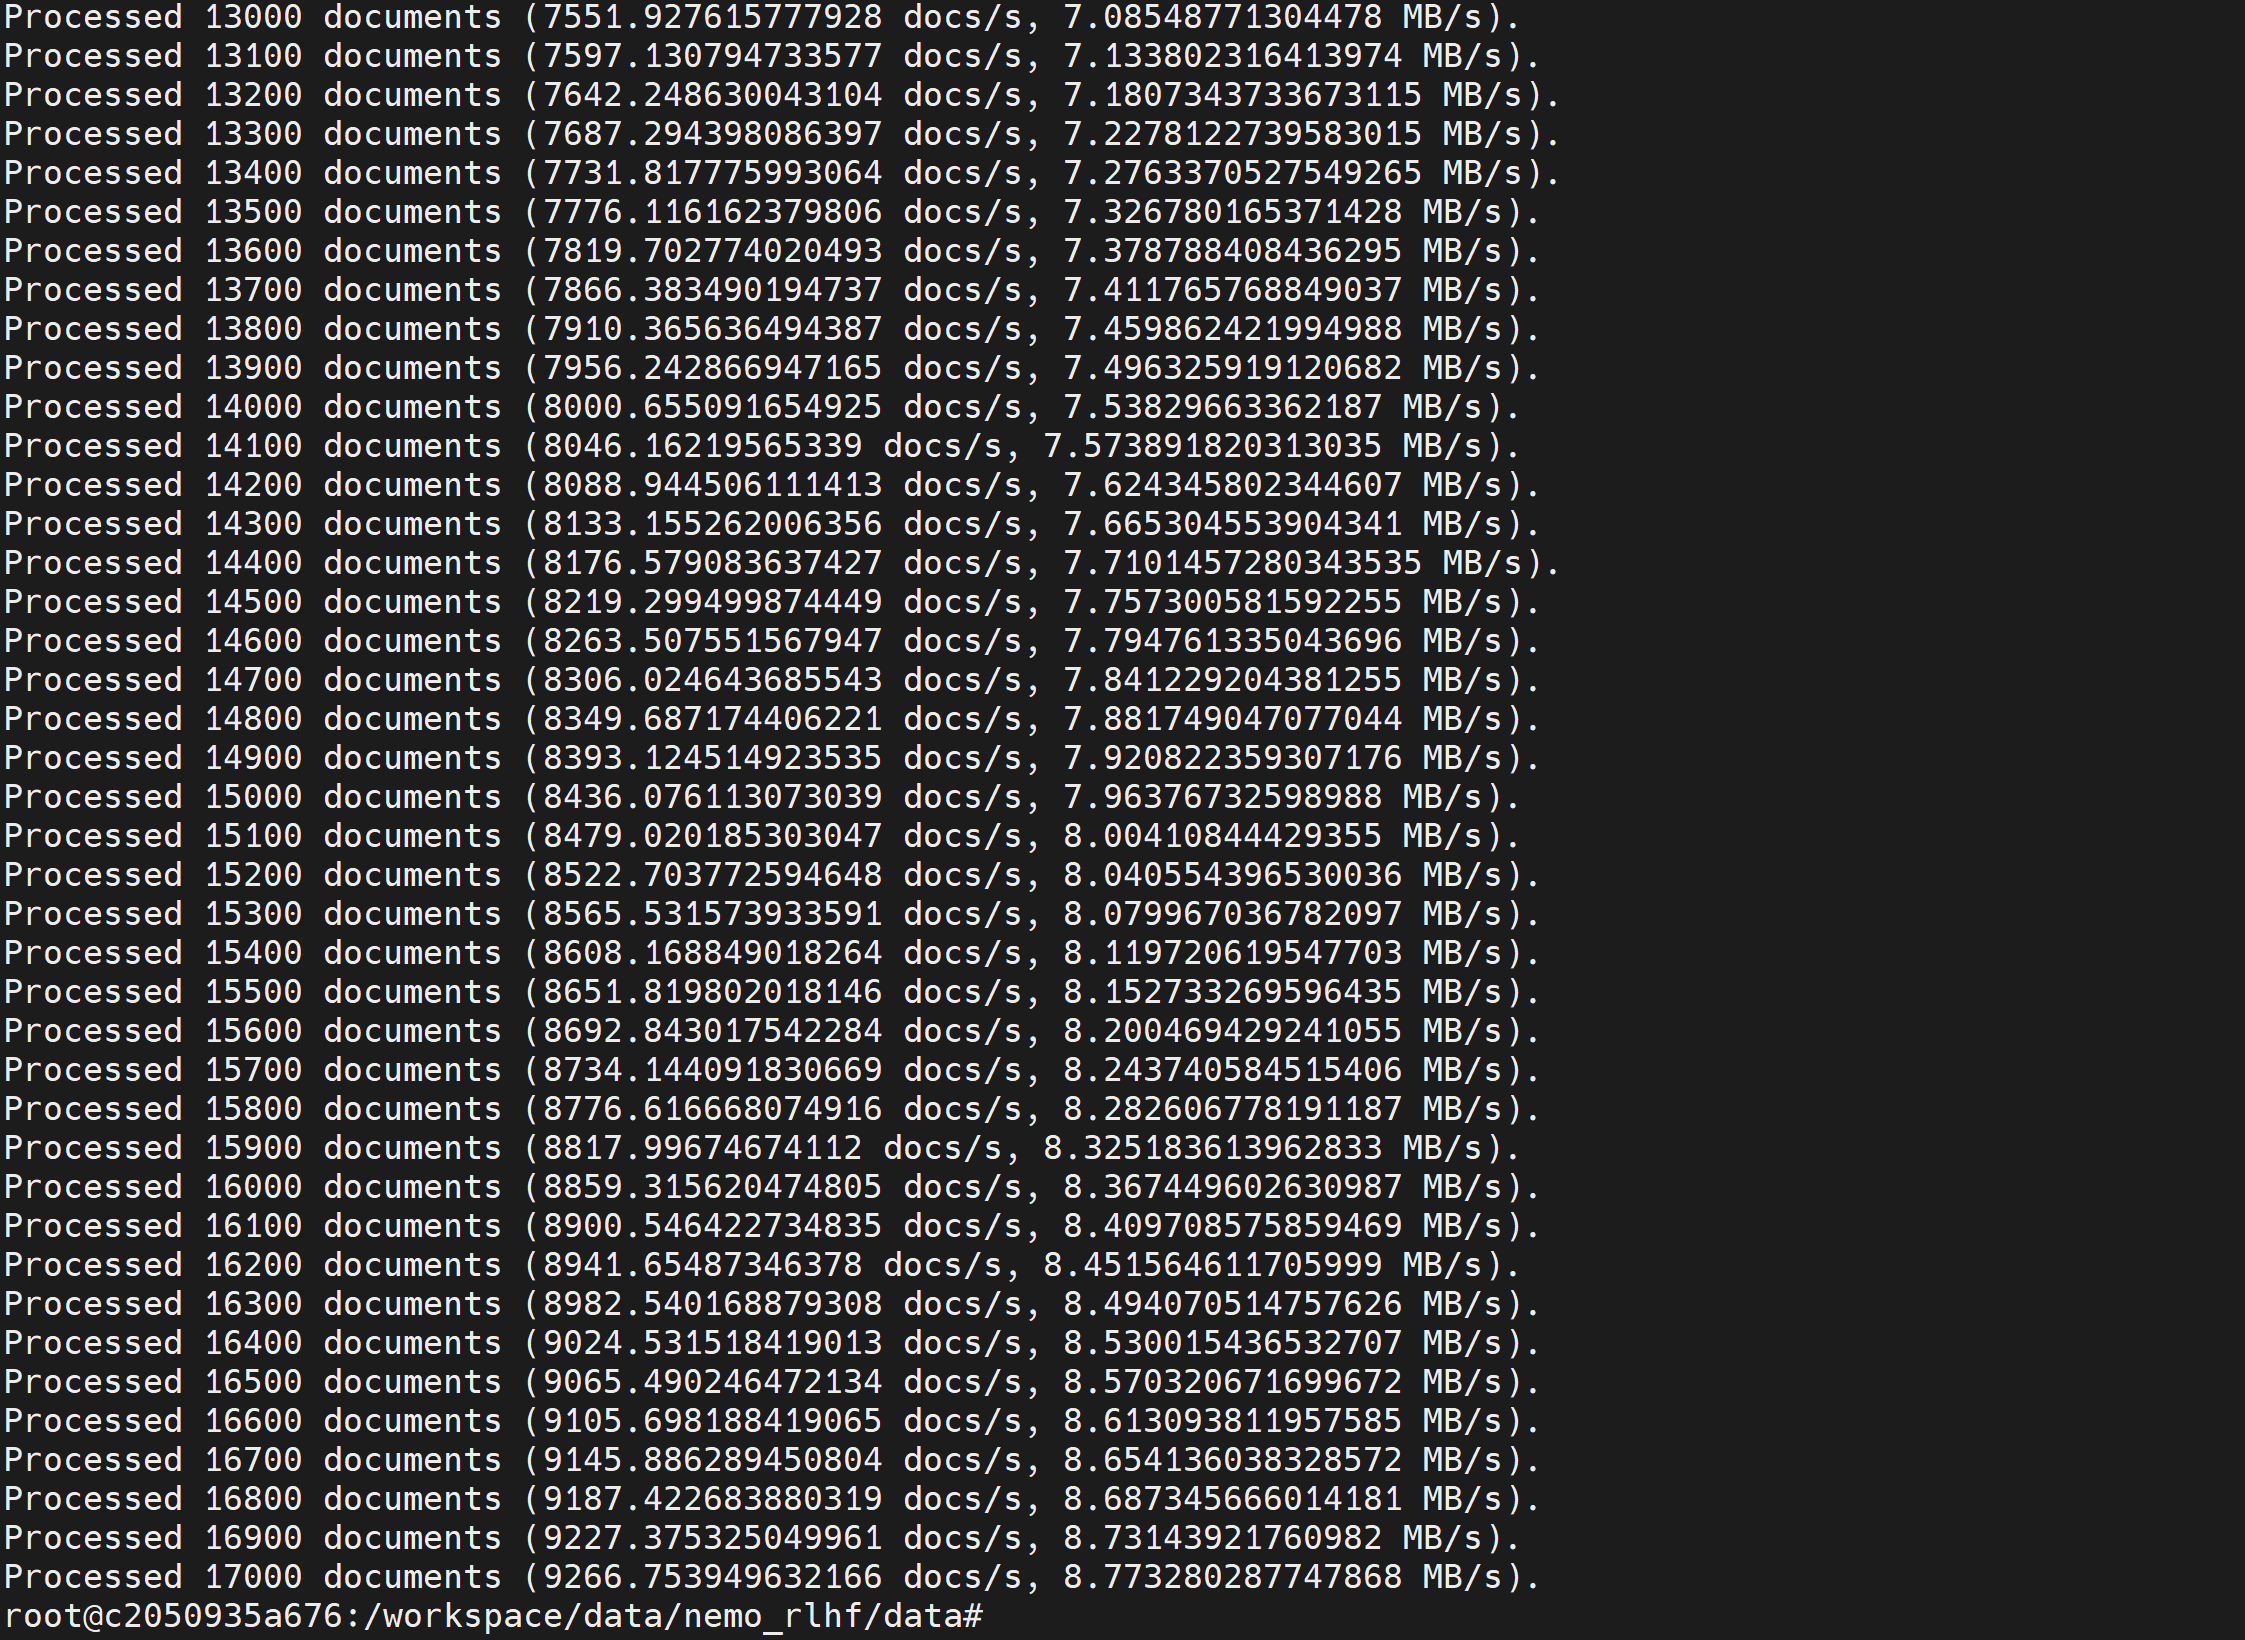 Processed 13000 documents (7551.927615777928 docs/s, 7.08548771304478 MB/s).
Processed 13100 documents (7597.130794733577 docs/s, 7.133802316413974 MB/s).
Processed 13200 documents (7642.248630043104 docs/s, 7.1807343733673115 MB/s).
Processed 13300 documents (7687.294398086397 docs/s, 7.2278122739583015 MB/s).
Processed 13400 documents (7731.817775993064 docs/s, 7.2763370527549265 MB/s).
Processed 13500 documents (7776.116162379806 docs/s, 7.326780165371428 MB/s).
Processed 13600 documents (7819.702774020493 docs/s, 7.378788408436295 MB/s).
Processed 13700 documents (7866.383490194737 docs/s, 7.411765768849037 MB/s).
Processed 13800 documents (7910.365636494387 docs/s, 7.459862421994988 MB/s).
Processed 13900 documents (7956.242866947165 docs/s, 7.496325919120682 MB/s).
Processed 14000 documents (8000.655091654925 docs/s, 7.53829663362187 MB/s).
Processed 14100 documents (8046.16219565339 docs/s, 7.573891820313035 MB/s).
Processed 14200 documents (8088.944506111413 docs/s, 7.624345802344607 MB/s).
Processed 14300 documents (8133.155262006356 docs/s, 7.665304553904341 MB/s).
Processed 14400 documents (8176.579083637427 docs/s, 7.7101457280343535 MB/s).
Processed 14500 documents (8219.299499874449 docs/s, 7.757300581592255 MB/s).
Processed 14600 documents (8263.507551567947 docs/s, 7.794761335043696 MB/s).
Processed 14700 documents (8306.024643685543 docs/s, 7.841229204381255 MB/s).
Processed 14800 documents (8349.687174406221 docs/s, 7.881749047077044 MB/s).
Processed 14900 documents (8393.124514923535 docs/s, 7.920822359307176 MB/s).
Processed 15000 documents (8436.076113073039 docs/s, 7.96376732598988 MB/s).
Processed 15100 documents (8479.020185303047 docs/s, 8.00410844429355 MB/s).
Processed 15200 documents (8522.703772594648 docs/s, 8.040554396530036 MB/s).
Processed 15300 documents (8565.531573933591 docs/s, 8.079967036782097 MB/s).
Processed 15400 documents (8608.168849018264 docs/s, 8.119720619547703 MB/s).
Processed 15500 documents (8651.819802018146 docs/s, 8.152733269596435 MB/s).
Processed 15600 documents (8692.843017542284 docs/s, 8.200469429241055 MB/s).
Processed 15700 documents (8734.144091830669 docs/s, 8.243740584515406 MB/s).
Processed 15800 documents (8776.616668074916 docs/s, 8.282606778191187 MB/s).
Processed 15900 documents (8817.99674674112 docs/s, 8.325183613962833 MB/s).
Processed 16000 documents (8859.315620474805 docs/s, 8.367449602630987 MB/s).
Processed 16100 documents (8900.546422734835 docs/s, 8.409708575859469 MB/s).
Processed 16200 documents (8941.65487346378 docs/s, 8.451564611705999 MB/s).
Processed 16300 documents (8982.540168879308 docs/s, 8.494070514757626 MB/s).
Processed 16400 documents (9024.531518419013 docs/s, 8.530015436532707 MB/s).
Processed 16500 documents (9065.490246472134 docs/s, 8.570320671699672 MB/s).
Processed 16600 documents (9105.698188419065 docs/s, 8.613093811957585 MB/s).
Processed 16700 documents (9145.886289450804 docs/s, 8.654136038328572 MB/s).
Processed 16800 documents (9187.422683880319 docs/s, 8.687345666014181 MB/s).
Processed 16900 documents (9227.375325049961 docs/s, 8.73143921760982 MB/s).
Processed 17000 documents (9266.753949632166 docs/s, 8.773280287747868 MB/s).
root@c2050935a676:/workspace/data/nemo_rlhf/data#